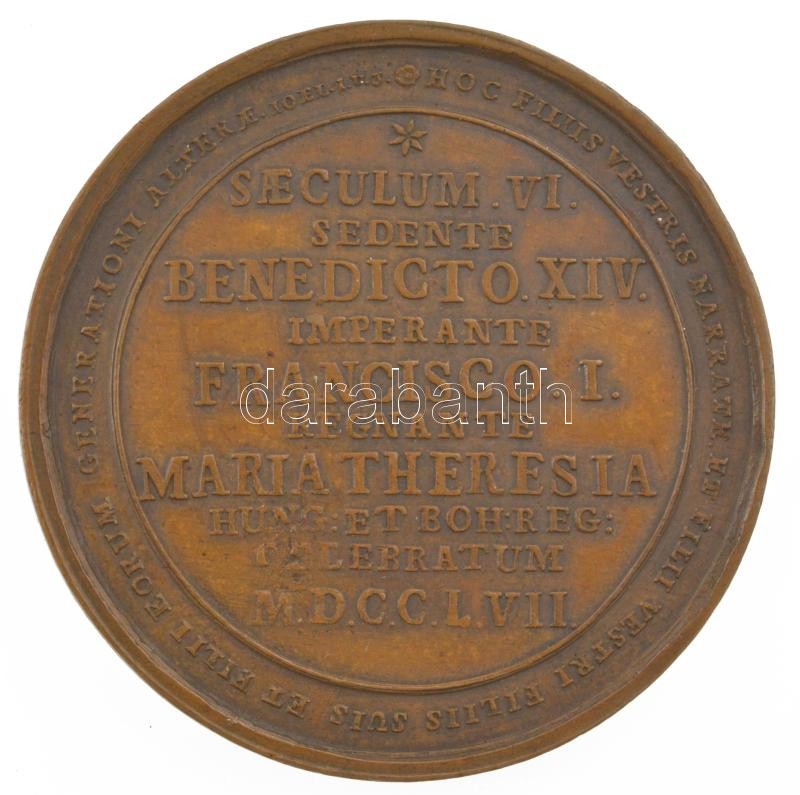 HOC FILIIS VESTRIS NARRATE ET FILII VESTRI FILIIS SUIS ET FILII EORUM GENERATIONI ALTERÆ. IOEL. I. V. 3.
SÆCULUM . VI .
SEDENTE
BENEDICTO . XIV .
IMPERANTE
FRANCISCO . I .
REGNANTE
MARIA THERESIA
HUNG: ET BOH: REG:
CELEBRATUM
M.D.C.C.L.VII.
darabanth